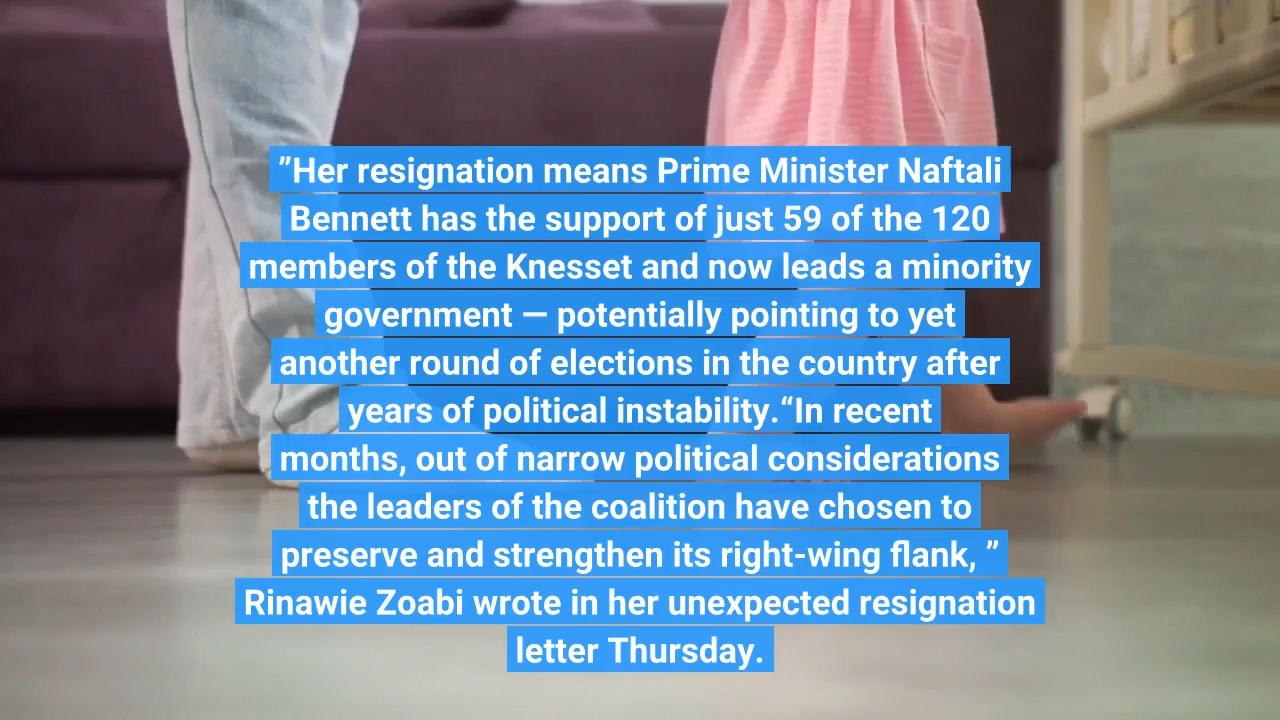 ”Her resignation means Prime Minister Naftali
Bennett has the support of just 59 of the 120
members of the Knesset and now leads a minority
government — potentially pointing to yet
another round of elections in the country after
years of political instability.“In recent
months, out of narrow political considerations
the leaders of the coalition have chosen to
preserve and strengthen its right-wing flank, ”
Rinawie Zoabi wrote in her unexpected resignation
letter Thursday.